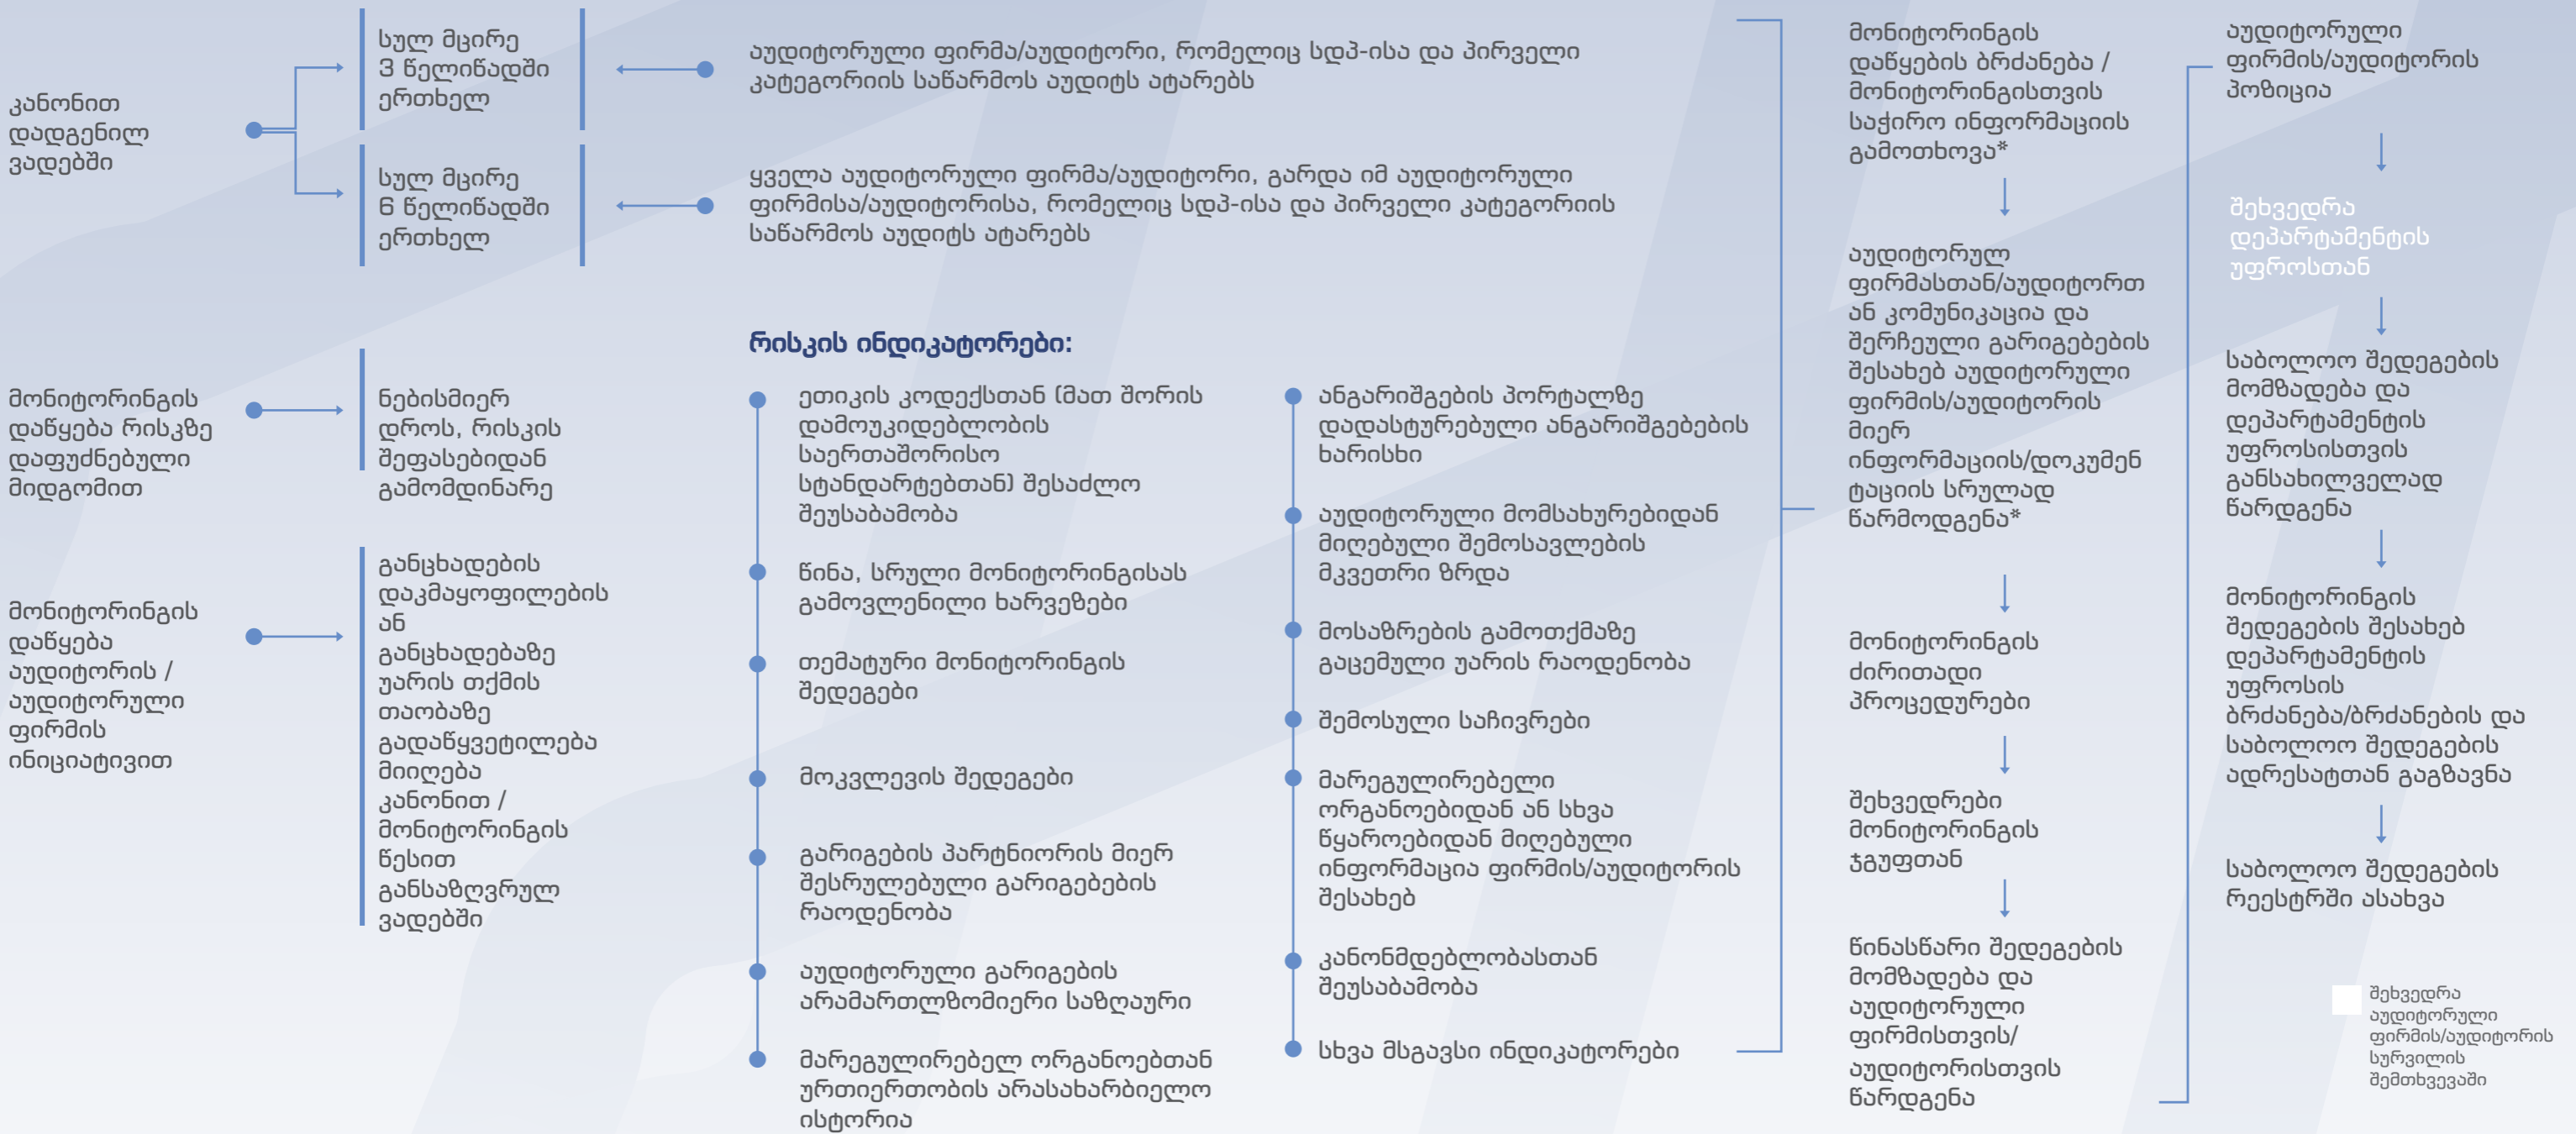 კანონით
დადგენილ
ვადებში
სულ მცირე
3 წელიწადში
ერთხელ
აუდიტორული ფირმა/აუდიტორი, რომელიც სდპ-ისა და პირველი
კატეგორიის საწარმოს აუდიტს ატარებს
სულ მცირე
6 წელიწადში
ერთხელ
ყველა აუდიტორული ფირმა/აუდიტორი, გარდა იმ აუდიტორული
ფირმისა/აუდიტორისა, რომელიც სდპ-ისა და პირველი კატეგორიის
საწარმოს აუდიტს ატარებს
მონიტორინგის
დაწყება რისკზე
დაფუძნებული
მიდგომით
ნებისმიერ
დროს, რისკის
შეფასებიდან
გამომდინარე
მონიტორინგის
დაწყება
აუდიტორის /
აუდიტორული
ფირმის
ინიციატივით
განცხადების
დაკმაყოფილების
ან
განცხადებაზე
უარის თქმის
თაობაზე
გადაწყვეტილება
მიიღება
კანონით /
მონიტორინგის
წესით
განსაზღვრულ
ვადებში
რისკის ინდიკატორები:
ეთიკის კოდექსთან (მათ შორის
დამოუკიდებლობის
საერთაშორისო
სტანდარტებთან) შესაძლო
შეუსაბამობა
წინა, სრული მონიტორინგისას
გამოვლენილი ხარვეზები
თემატური მონიტორინგის
შედეგები
მოკვლევის შედეგები
გარიგების პარტნიორის მიერ
შესრულებული გარიგებების
რაოდენობა
აუდიტორული გარიგების
არამართლზომიერი საზღაური
მარეგულირებელ ორგანოებთან
ურთიერთობის არასახარბიელო
ისტორია
ანგარიშგების პორტალზე
დადასტურებული ანგარიშგებების
ხარისხი
აუდიტორული მომსახურებიდან
მიღებული შემოსავლების
მკვეთრი ზრდა
მოსაზრების გამოთქმაზე
გაცემული უარის რაოდენობა
შემოსული საჩივრები
მარეგულირებელი
ორგანოებიდან ან სხვა
წყაროებიდან მიღებული
ინფორმაცია ფირმის/აუდიტორის
შესახებ
კანონმდებლობასთან
შეუსაბამობა
სხვა მსგავსი ინდიკატორები
მონიტორინგის
დაწყების ბრძანება /
მონიტორინგისთვის
საჭირო ინფორმაციის
გამოთხოვა*
აუდიტორულ
ფირმასთან/აუდიტორთ
ან კომუნიკაცია და
შერჩეული გარიგებების
შესახებ აუდიტორული
ფირმის/აუდიტორის
მიერ
ინფორმაციის/დოკუმენ
ტაციის სრულად
წარმოდგენა*
მონიტორინგის
ძირითადი
პროცედურები
შეხვედრები
მონიტორინგის
ჯგუფთან
წინასწარი შედეგების
მომზადება და
აუდიტორული
ფირმისთვის/
აუდიტორისთვის
წარდგენა
აუდიტორული
ფირმის/აუდიტორის
პოზიცია
შეხვედრა
დეპარტამენტის
უფროსთან
საბოლოო შედეგების
მომზადება და
დეპარტამენტის
უფროსისთვის
განსახილველად
წარდგენა
მონიტორინგის
შედეგების შესახებ
დეპარტამენტის
უფროსის
ბრძანება/ბრძანების და
საბოლოო შედეგების
ადრესატთან გაგზავნა
საბოლოო შედეგების
რეესტრში ასახვა
შეხვედრა
აუდიტორული
ფირმის/აუდიტორის
სურვილის
შემთხვევაში